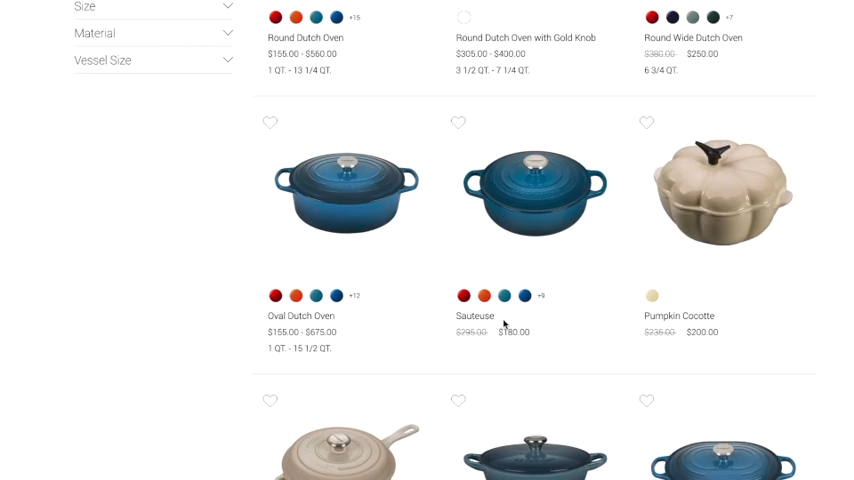 Size
Material
Vessel Size
+15
Round Dutch Oven
$155.00 - $560.00
1 QT. - 13 1/4 QT.
Round Dutch Oven with Gold Knob
$305.00 - $400.00
3 1/2 QT. - 7 1/4 QT.
+7
Round Wide Dutch Oven
$380.00 $250.00
6 3/4 QT.
+12
Oval Dutch Oven
$155.00 - $675.00
1 QT. - 15 1/2 QT.
+9
Sauteuse
$295.00 $180.00
Pumpkin Cocotte
$235.00 $200.00